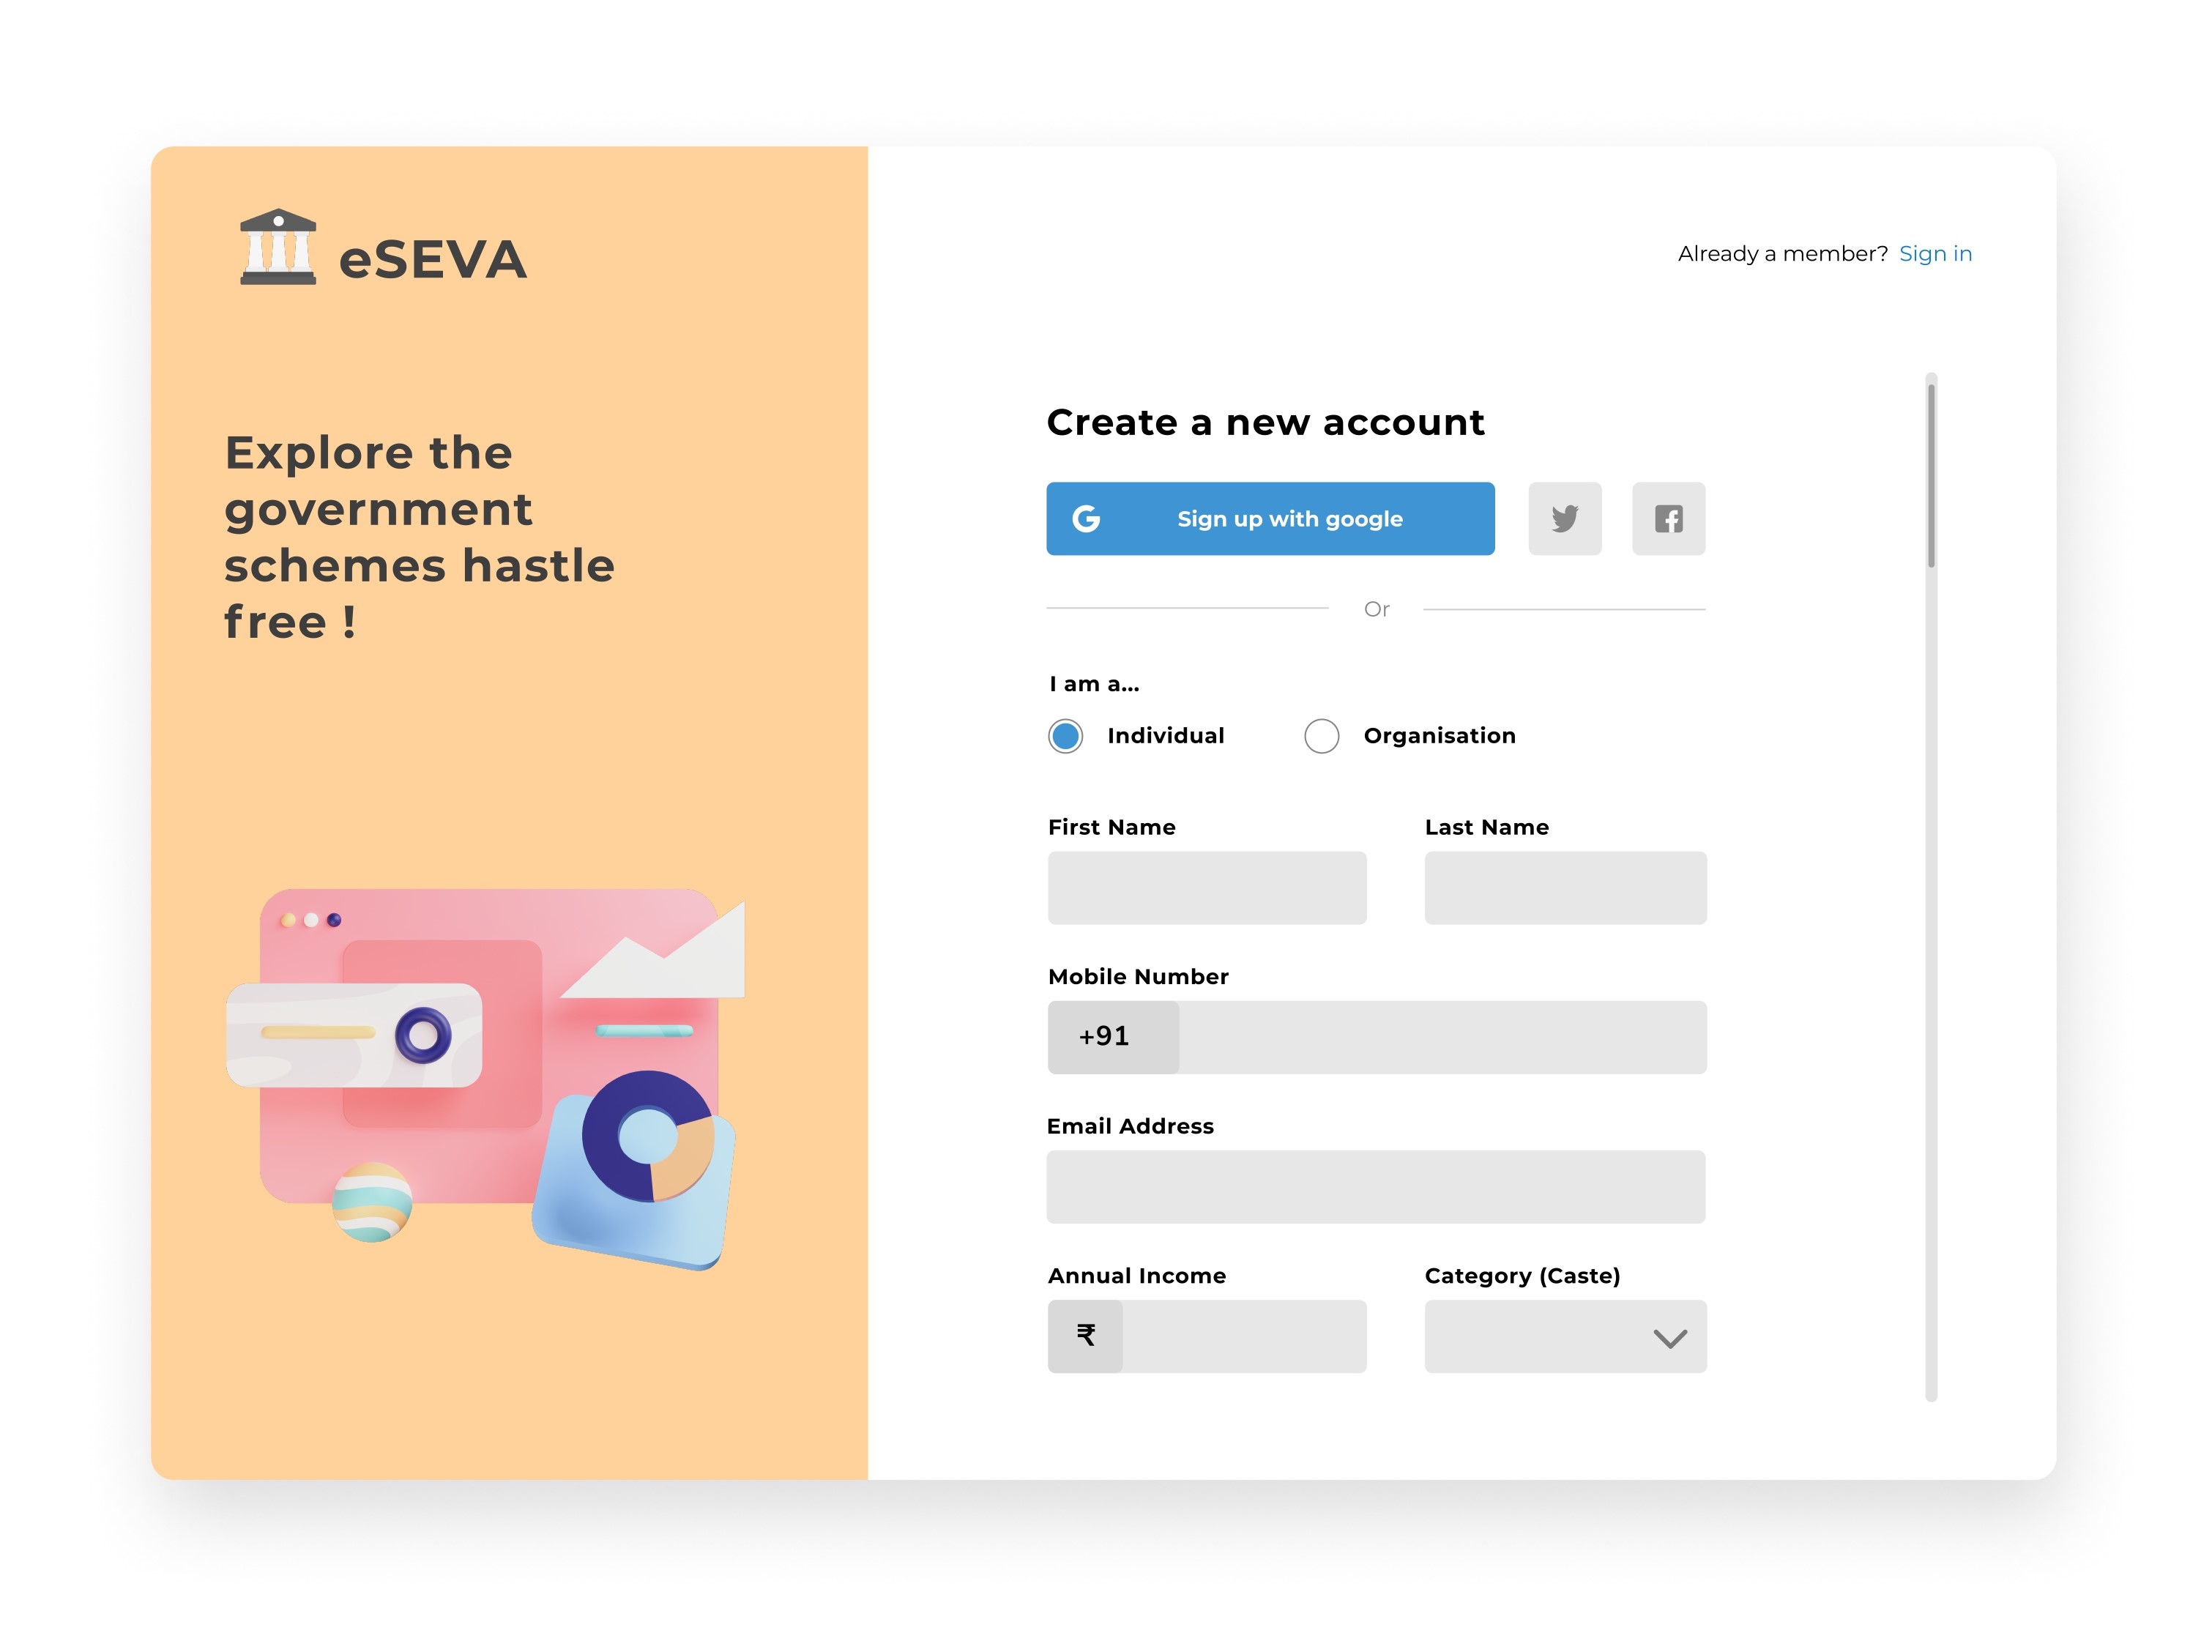 eSEVA
Explore the
government
schemes hastle
free !
Already a member? Sign in
Create a new account
Sign up with google
Or
I am a...
Individual
Organisation
First Name
Last Name
Mobile Number
+91
Email Address
Annual Income
Category (Caste)
₹